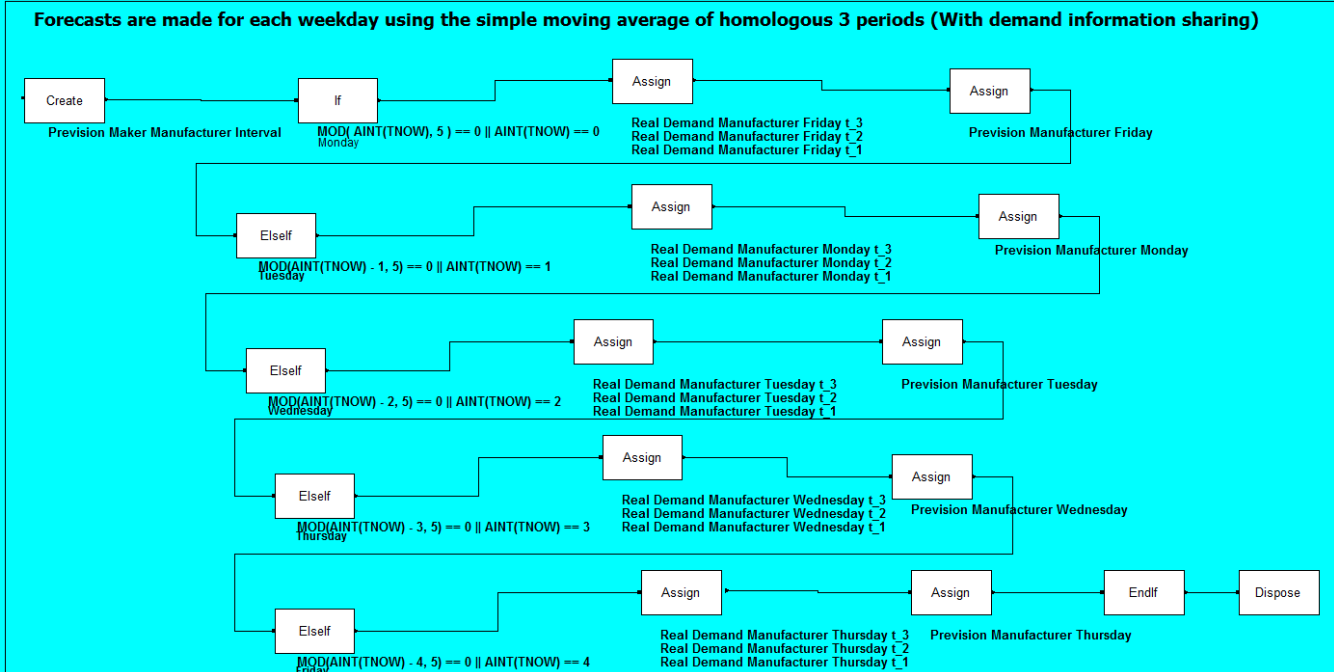 Forecasts are made for each weekday using the simple moving average of homologous 3 periods (With demand information sharing)
Create
Prevision Maker Manufacturer Interval
If
MOD( AINT(TNOW), 5 ) == 0 || AINT(TNOW) == 0
Monday
Assign
Real Demand Manufacturer Friday t_3
Real Demand Manufacturer Friday t_2
Real Demand Manufacturer Friday t_1
Assign
Prevision Manufacturer Friday
ElseIf
MOD(AINT(TNOW) - 1, 5) == 0 || AINT(TNOW) == 1
Tuesday
Assign
Real Demand Manufacturer Monday t_3
Real Demand Manufacturer Monday t_2
Real Demand Manufacturer Monday t_1
Assign
Prevision Manufacturer Monday
ElseIf
MOD(AINT(TNOW) - 2, 5) == 0 || AINT(TNOW) == 2
Wednesday
Assign
Real Demand Manufacturer Tuesday t_3
Real Demand Manufacturer Tuesday t_2
Real Demand Manufacturer Tuesday t_1
Assign
Prevision Manufacturer Tuesday
ElseIf
MOD(AINT(TNOW) - 3, 5) == 0 || AINT(TNOW) == 3
Thursday
Assign
Real Demand Manufacturer Wednesday t_3
Real Demand Manufacturer Wednesday t_2
Real Demand Manufacturer Wednesday t_1
Assign
Prevision Manufacturer Wednesday
ElseIf
MOD(AINT(TNOW) - 4, 5) == 0 || AINT(TNOW) == 4
Friday
Assign
Real Demand Manufacturer Thursday t_3
Real Demand Manufacturer Thursday t_2
Real Demand Manufacturer Thursday t_1
Assign
Prevision Manufacturer Thursday
EndIf
Dispose